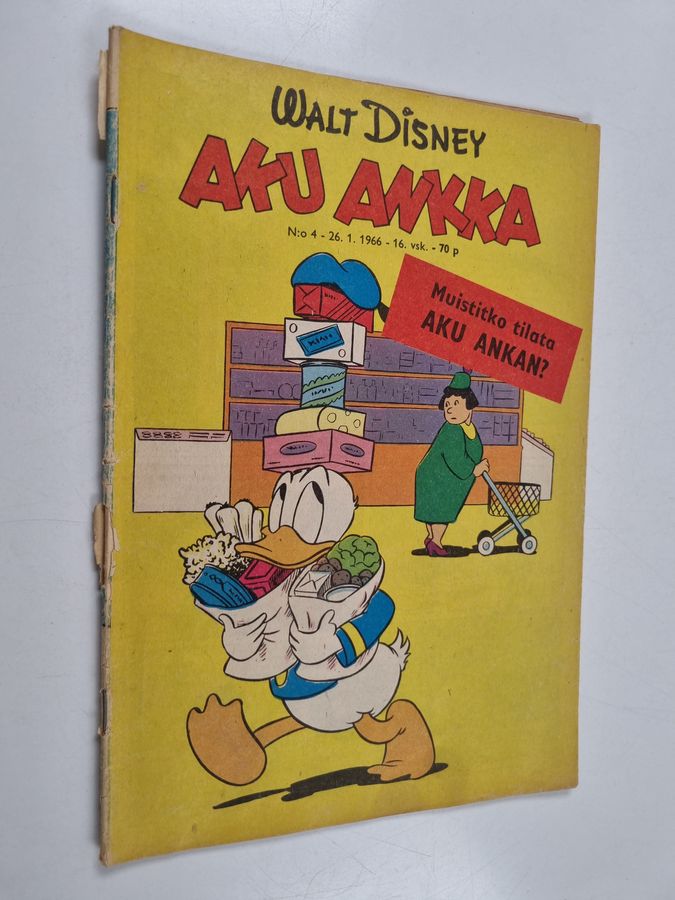 WALT DISNEY
AKU ANKKA
N:o 4 - 26. 1. 1966 - 16. vsk. - 70 p
Muistitko tilata
AKU ANKAN?